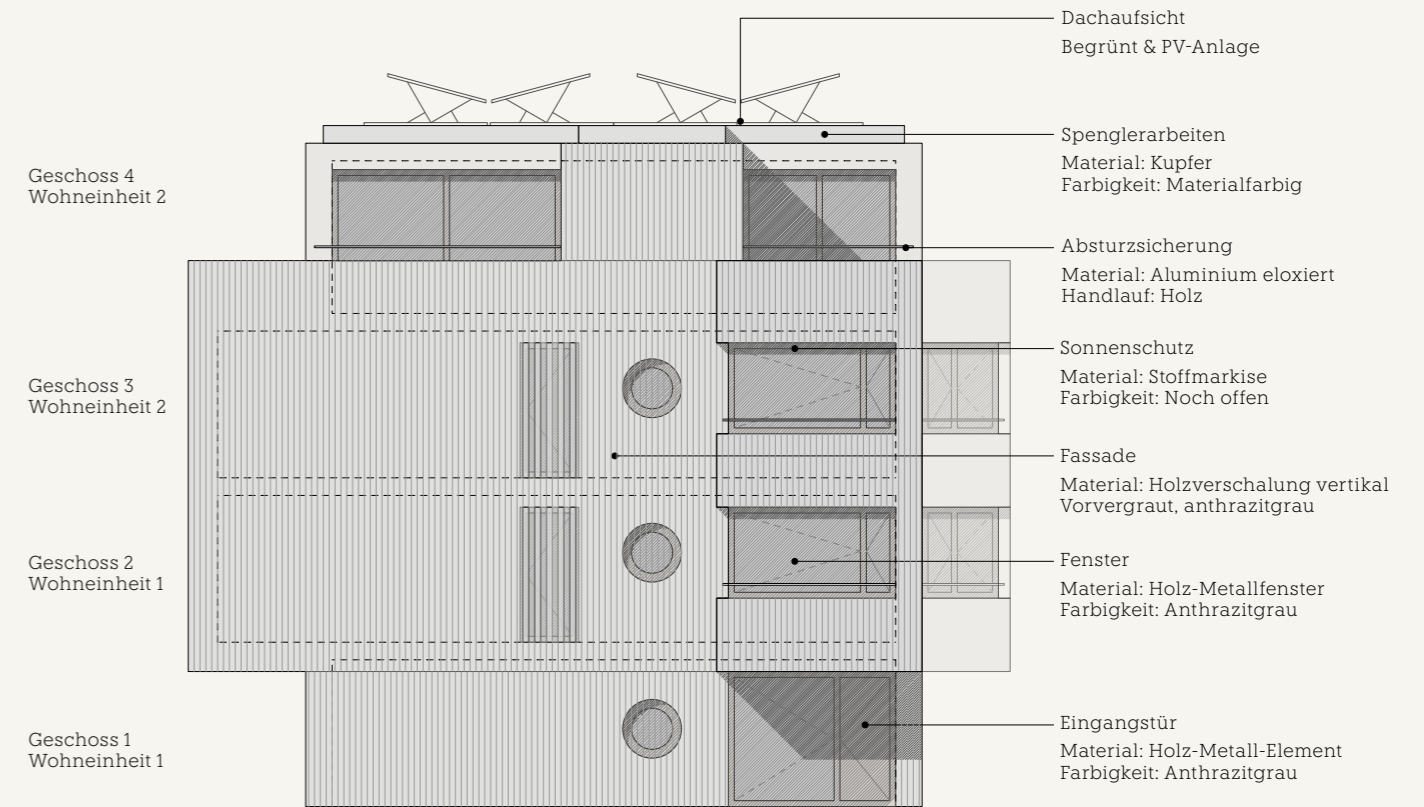 Dachaufsicht
Begrünt & PV-Anlage
Spenglerarbeiten
Material: Kupfer
Farbigkeit: Materialfarbig
Geschoss 4
Wohneinheit 2
Absturzsicherung
Material: Aluminium eloxiert
Handlauf: Holz
Sonnenschutz
Material: Stoffmarkise
Farbigkeit: Noch offen
Geschoss 3
Wohneinheit 2
Fassade
Material: Holzverschalung vertikal
Vorvergraut, anthrazitgrau
Fenster
Material: Holz-Metallfenster
Farbigkeit: Anthrazitgrau
Geschoss 2
Wohneinheit 1
Eingangstür
Material: Holz-Metall-Element
Farbigkeit: Anthrazitgrau
Geschoss 1
Wohneinheit 1